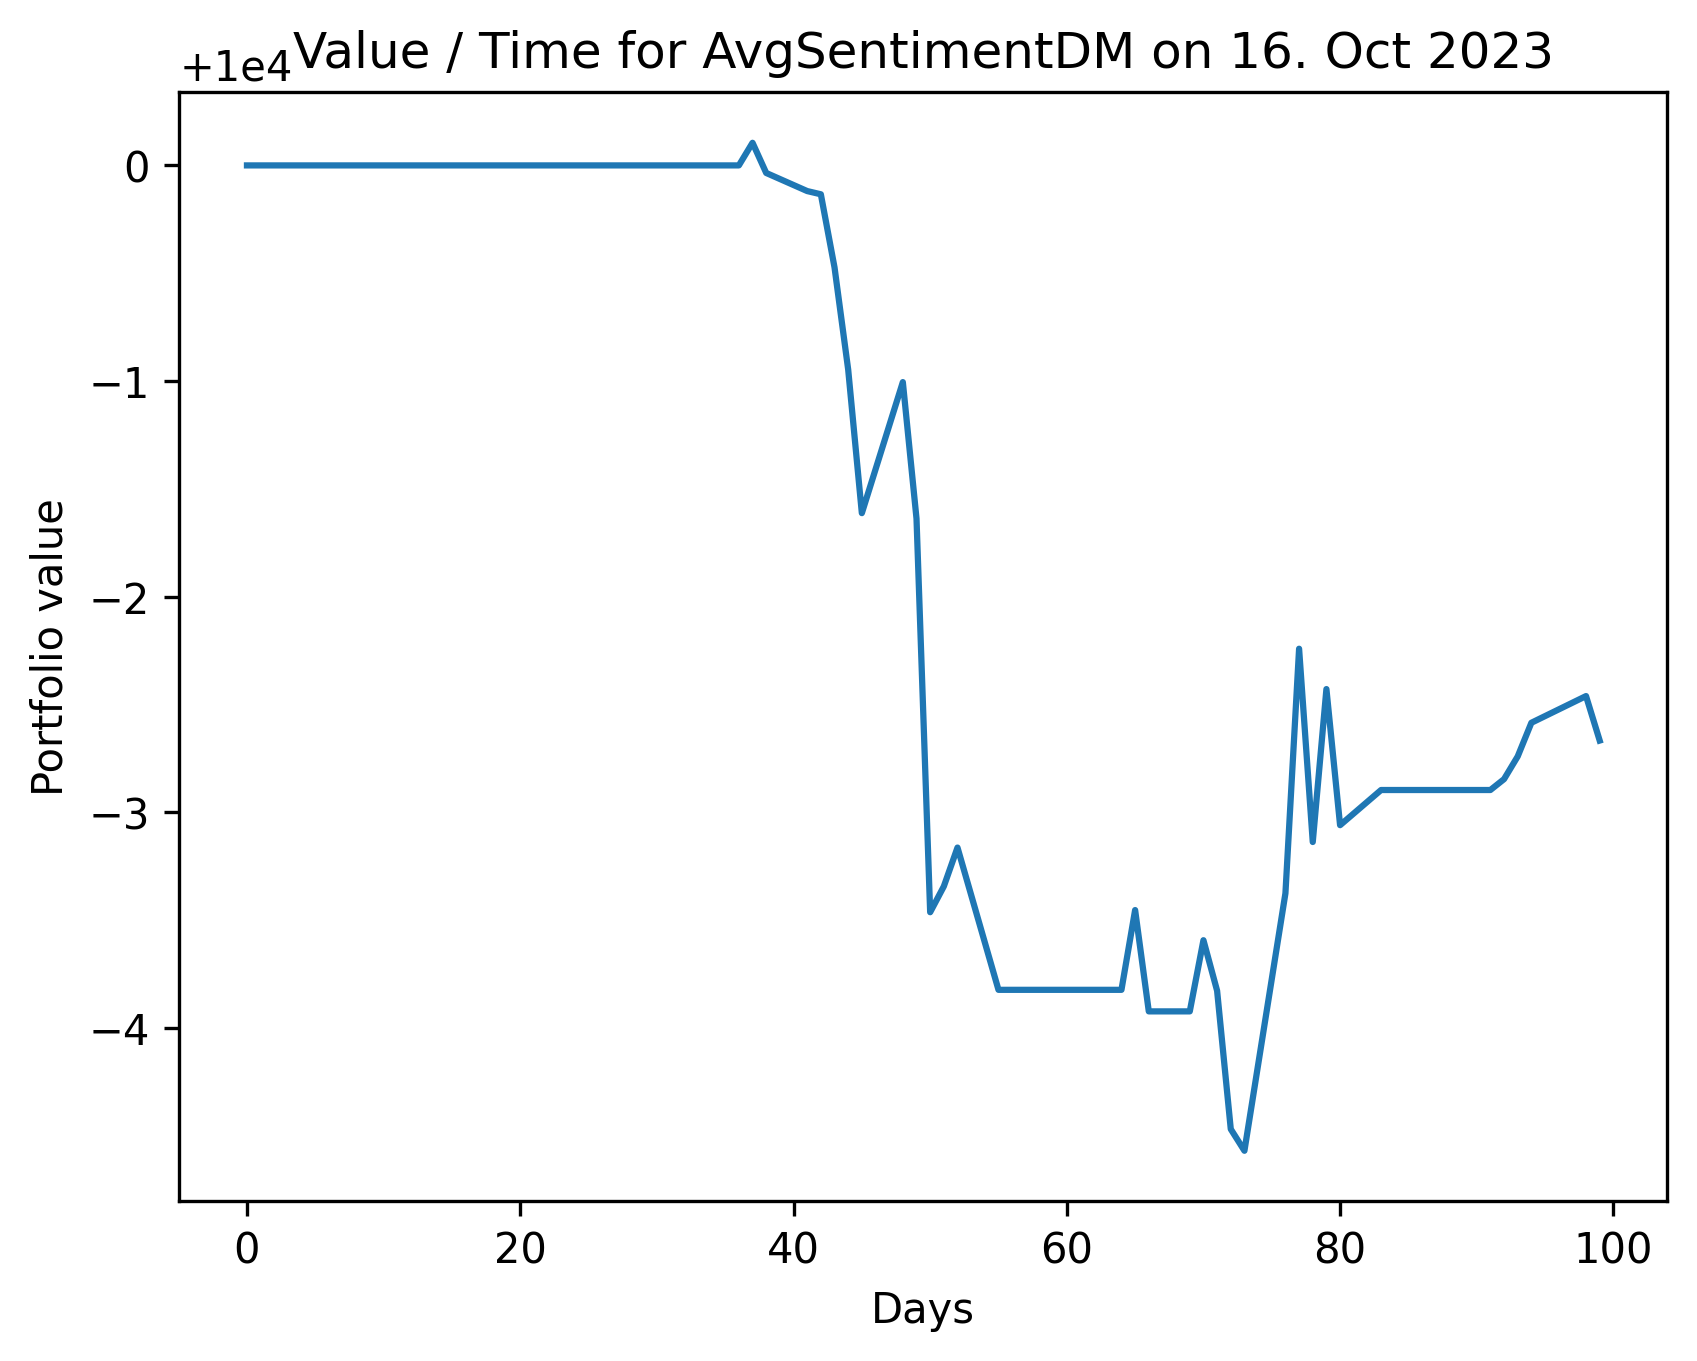 Value / Time for AvgSentimentDM on 16. Oct 2023
+1e4
0
−1
−2
−3
−4
Portfolio value
0 20 40 60 80 100
Days